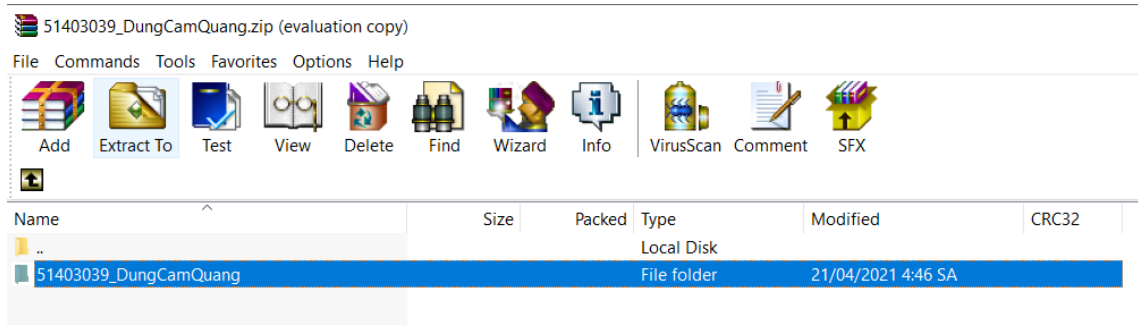 51403039_DungCamQuang.zip (evaluation copy)
File Commands Tools Favorites Options Help
Add Extract To Test View Delete Find Wizard Info VirusScan Comment SFX
Name Size Packed Type Modified CRC32
.. Local Disk
51403039_DungCamQuang File folder 21/04/2021 4:46 SA